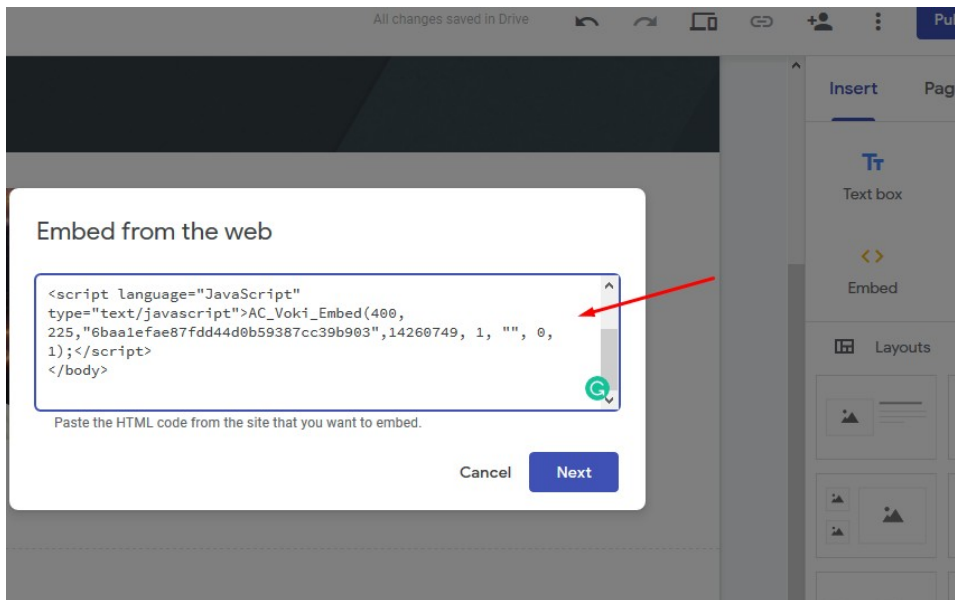 All changes saved in Drive
Insert
Text box
Embed
Layouts
Embed from the web
<script language="JavaScript"
type="text/javascript">AC_Voki_Embed(400,
225,"6baa1efae87fdd44d0b59387cc39b903",14260749, 1, "", 0,
1);</script>
</body>
Paste the HTML code from the site that you want to embed.
Cancel
Next